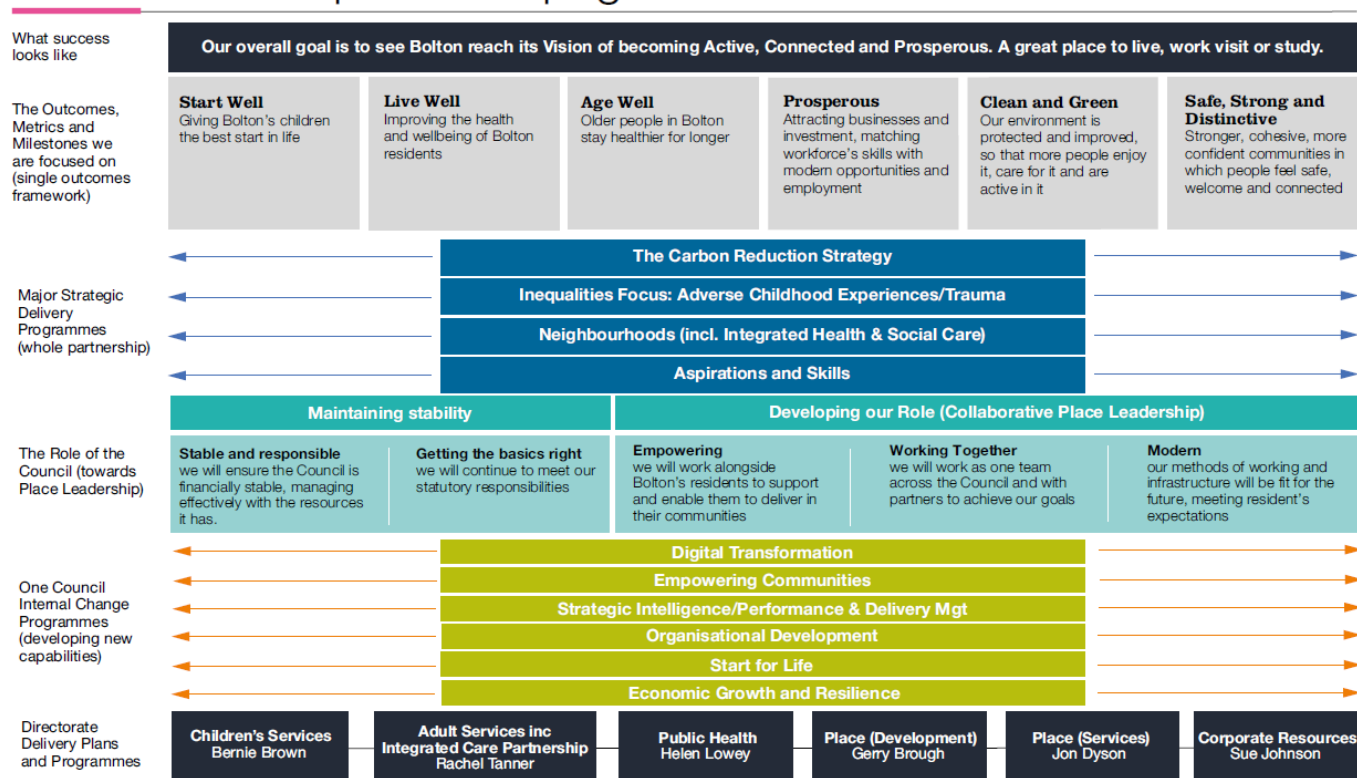 What success
looks like
Our overall goal is to see Bolton reach its Vision of becoming Active, Connected and Prosperous. A great place to live, work visit or study.
The Outcomes,
Metrics and
Milestones we
are focused on
(single outcomes
framework)
Start Well
Giving Bolton's children
the best start in life
Live Well
Improving the health
and wellbeing of Bolton
residents
Age Well
Older people in Bolton
stay healthier for longer
Prosperous
Attracting businesses and
investment, matching
workforce's skills with
modern opportunities and
employment
Clean and Green
Our environment is
protected and improved,
so that more people enjoy
it, care for it and are
active in it
Safe, Strong and
Distinctive
Stronger, cohesive, more
confident communities in
which people feel safe,
welcome and connected
Major Strategic
Delivery
Programmes
(whole partnership)
The Carbon Reduction Strategy
Inequalities Focus: Adverse Childhood Experiences/Trauma
Neighbourhoods (incl. Integrated Health & Social Care)
Aspirations and Skills
The Role of the
Council (towards
Place Leadership)
Maintaining stability
Developing our Role (Collaborative Place Leadership)
Stable and responsible
we will ensure the Council is
financially stable, managing
effectively with the resources
it has.
Getting the basics right
we will continue to meet our
statutory responsibilities
Empowering
we will work alongside
Bolton's residents to support
and enable them to deliver in
their communities
Working Together
we will work as one team
across the Council and with
partners to achieve our goals
Modern
our methods of working and
infrastructure will be fit for the
future, meeting resident's
expectations
One Council
Internal Change
Programmes
(developing new
capabilities)
Digital Transformation
Empowering Communities
Strategic Intelligence/Performance & Delivery Mgt
Organisational Development
Start for Life
Economic Growth and Resilience
Directorate
Delivery Plans
and Programmes
Children's Services
Bernie Brown
Adult Services inc
Integrated Care Partnership
Rachel Tanner
Public Health
Helen Lowey
Place (Development)
Gerry Brough
Place (Services)
Jon Dyson
Corporate Resources
Sue Johnson